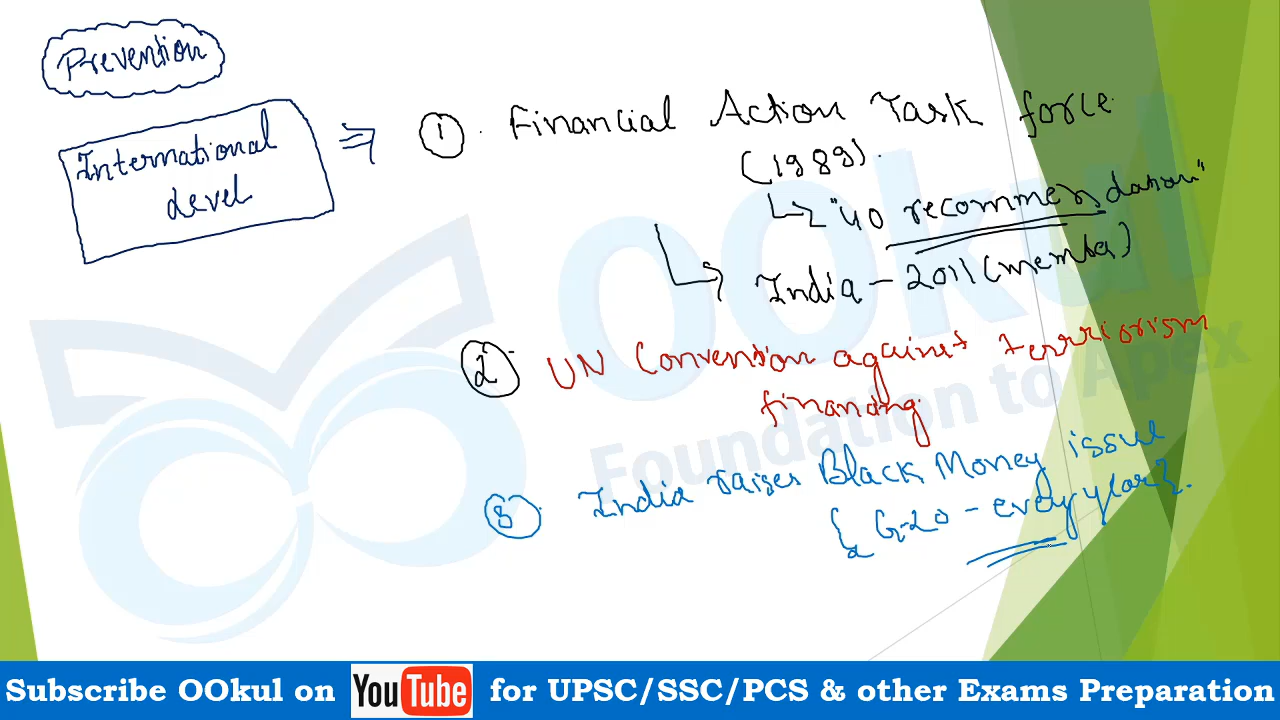 Prevention
International
Level
⇒ ① Financial Action Task force
(1989).
↳ "40 recommendation"
↳ India - 2011 (member)
② UN Convention against terriorism
financing
③ India raises Black Money issue
{ G-20 - every year }.
OOkul
Foundation to Apex
Subscribe OOkul on YouTube for UPSC/SSC/PCS & other Exams Preparation